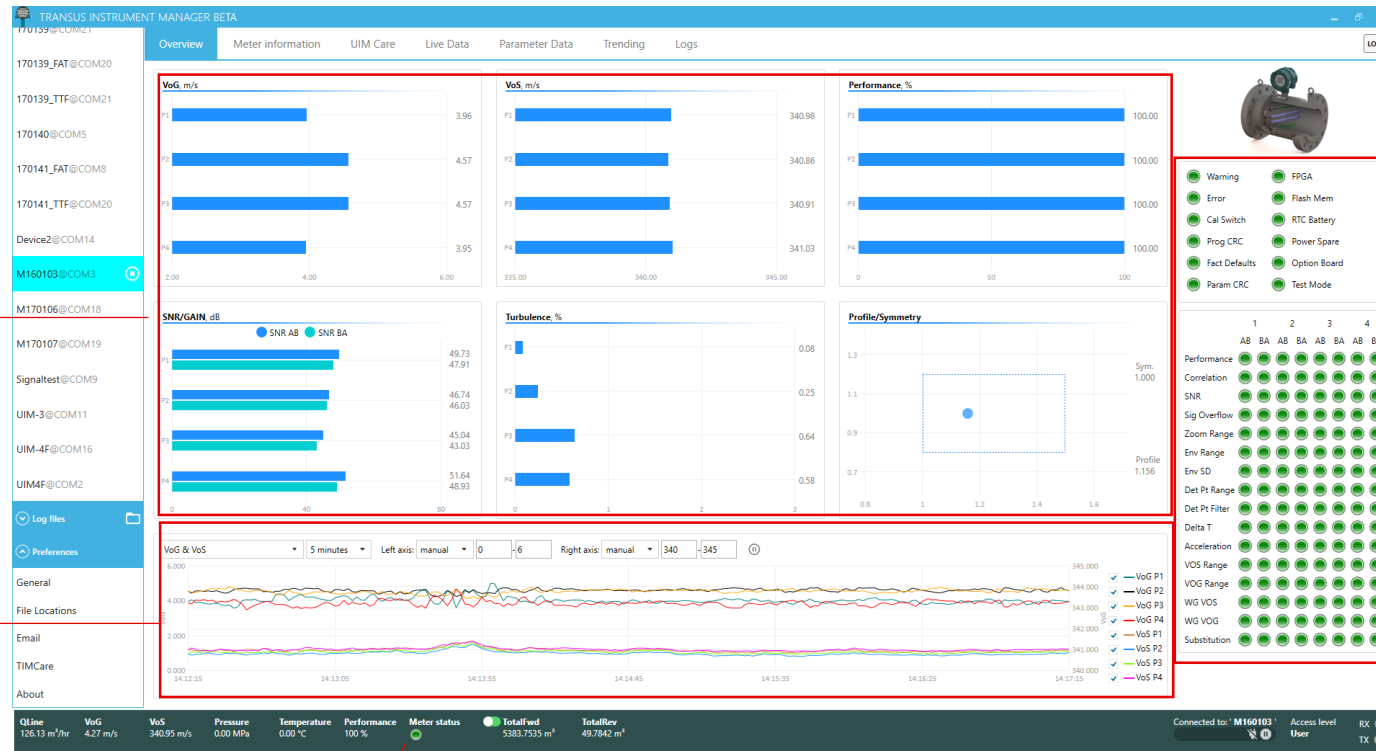 TRANSUS INSTRUMENT MANAGER BETA
170139@COM21
170139_FAT@COM20
170139_TTF@COM21
170140@COM5
170141_FAT@COM8
170141_TTF@COM20
Device2@COM14
M160103@COM3
M170106@COM18
M170107@COM19
Signaltest@COM9
UIM-3@COM11
UIM-4F@COM16
UIM4F@COM2
Log files
Preferences
General
File Locations
Email
TIMCare
About
Overview Meter information UIM Care Live Data Parameter Data Trending Logs
LO
VoG, m/s
P1 3.96
P2 4.57
P3 4.57
P4 3.95
2.00 4.00 6.00
VoS, m/s
P1 340.98
P2 340.86
P3 340.91
P4 341.03
335.00 340.00 345.00
Performance, %
P1 100.00
P2 100.00
P3 100.00
P4 100.00
0 50 100
SNR/GAIN, dB
SNR AB SNR BA
P1 49.73
47.91
P2 46.74
46.03
P3 45.04
43.03
P4 51.64
48.93
0 40 80
Turbulence, %
P1 0.08
P2 0.25
P3 0.64
P4 0.58
0 1 2 3
Profile/Symmetry
1.3
Sym.
1.000
1.1
0.9
Profile
1.156
0.7
0.8 1 1.2 1.4 1.6
VoG & VoS 5 minutes Left axis: manual 0 - 6 Right axis: manual 340 - 345
6.000 345.000
4.000 344.000
2.000 343.000
0.000 342.000
341.000
340.000
VoG
VoS
14:12:15 14:13:05 14:13:55 14:14:45 14:15:35 14:16:25 14:17:15
VoG P1
VoG P2
VoG P3
VoG P4
VoS P1
VoS P2
VoS P3
VoS P4
Warning FPGA
Error Flash Mem
Cal Switch RTC Battery
Prog CRC Power Spare
Fact Defaults Option Board
Param CRC Test Mode
1 2 3 4
AB BA AB BA AB BA AB B
Performance
Correlation
SNR
Sig Overflow
Zoom Range
Env Range
Env SD
Det Pt Range
Det Pt Filter
Delta T
Acceleration
VOS Range
VOG Range
WG VOS
WG VOG
Substitution
QLine VoG VoS Pressure Temperature Performance Meter status TotalFwd TotalRev
126.13 m³/hr 4.27 m/s 340.95 m/s 0.00 MPa 0.00 °C 100 % 5383.7535 m³ 49.7842 m³
Connected to: ' M160103 ' Access level RX
User TX